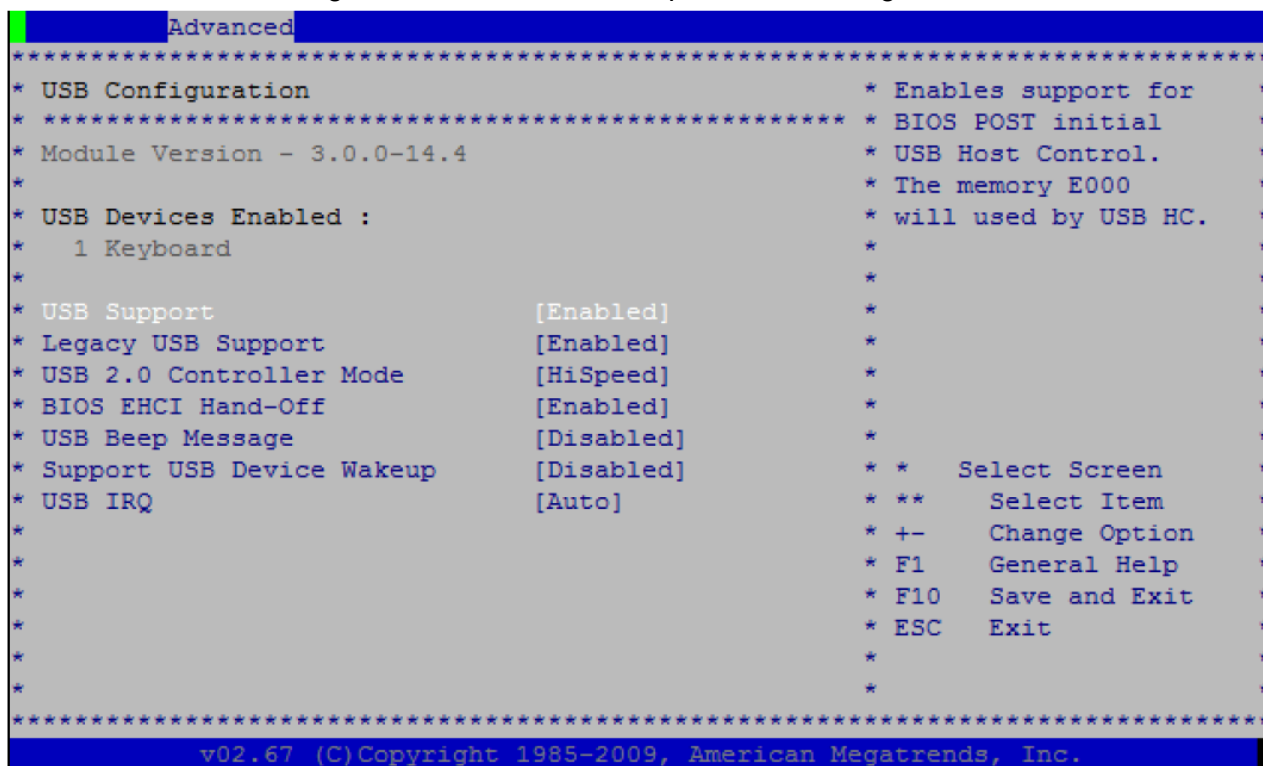 Advanced
*******************************************************************************
* USB Configuration * Enables support for *
* *************************************************** * BIOS POST initial *
* Module Version - 3.0.0-14.4 * USB Host Control. *
* * The memory E000 *
* USB Devices Enabled : * will used by USB HC. *
* 1 Keyboard * *
* * *
* USB Support [Enabled] * *
* Legacy USB Support [Enabled] * *
* USB 2.0 Controller Mode [HiSpeed] * *
* BIOS EHCI Hand-Off [Enabled] * *
* USB Beep Message [Disabled] * *
* Support USB Device Wakeup [Disabled] * * Select Screen *
* USB IRQ [Auto] * ** Select Item *
* * +- Change Option *
* * F1 General Help *
* * F10 Save and Exit *
* * ESC Exit *
* * *
* * *
*******************************************************************************
v02.67 (C)Copyright 1985-2009, American Megatrends, Inc.